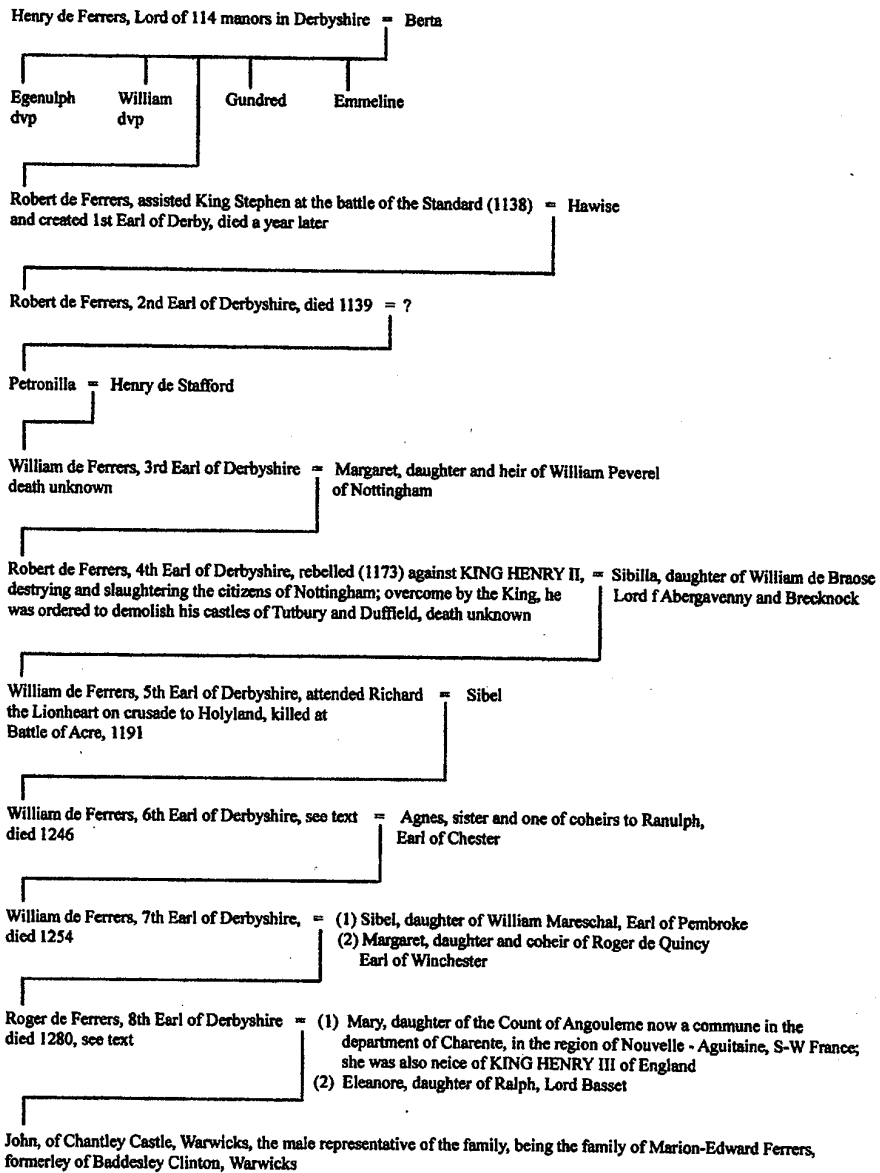 Henry de Ferrers, Lord of 114 manors in Derbyshire = Berta
Egenulph William Gundred Emmeline
dvp dvp
Robert de Ferrers, assisted King Stephen at the battle of the Standard (1138) = Hawise
and created 1st Earl of Derby, died a year later
Robert de Ferrers, 2nd Earl of Derbyshire, died 1139 = ?
Petronilla = Henry de Stafford
William de Ferrers, 3rd Earl of Derbyshire = Margaret, daughter and heir of William Peverel
death unknown of Nottingham
Robert de Ferrers, 4th Earl of Derbyshire, rebelled (1173) against KING HENRY II, = Sibilla, daughter of William de Braose
destrying and slaughtering the citizens of Nottingham; overcome by the King, he Lord f Abergavenny and Brecknock
was ordered to demolish his castles of Tutbury and Duffield, death unknown
William de Ferrers, 5th Earl of Derbyshire, attended Richard = Sibel
the Lionheart on crusade to Holyland, killed at
Battle of Acre, 1191
William de Ferrers, 6th Earl of Derbyshire, see text = Agnes, sister and one of coheirs to Ranulph,
died 1246 Earl of Chester
William de Ferrers, 7th Earl of Derbyshire, = (1) Sibel, daughter of William Mareschal, Earl of Pembroke
died 1254 (2) Margaret, daughter and coheir of Roger de Quincy
Earl of Winchester
Roger de Ferrers, 8th Earl of Derbyshire = (1) Mary, daughter of the Count of Angouleme now a commune in the
died 1280, see text department of Charente, in the region of Nouvelle - Aguitaine, S-W France;
she was also neice of KING HENRY III of England
(2) Eleanore, daughter of Ralph, Lord Basset
John, of Chantley Castle, Warwicks, the male representative of the family, being the family of Marion-Edward Ferrers,
formerley of Baddesley Clinton, Warwicks